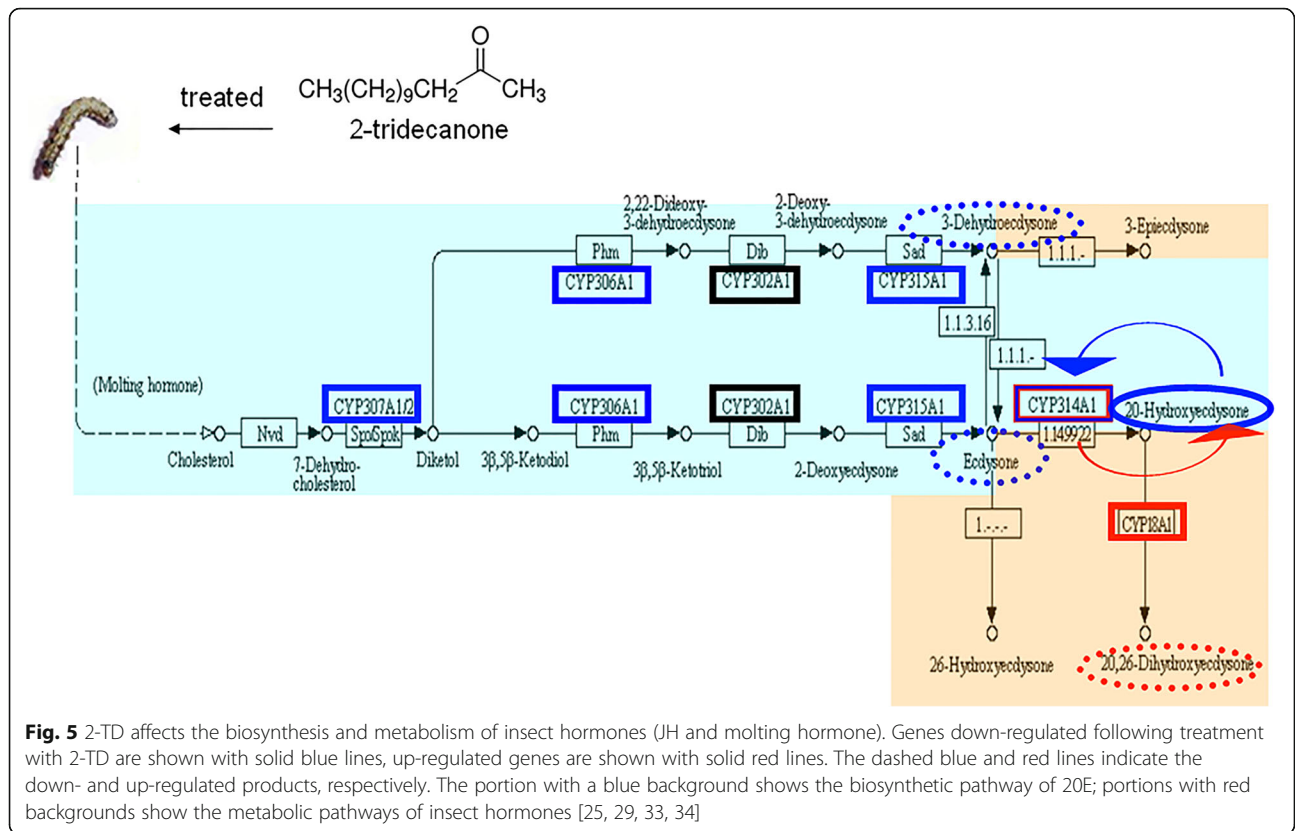 O
CH₃(CH₂)₉CH₂ CH₃
treated
2-tridecanone
2,22-Dideoxy-
3-dehydroecdysone
2-Deoxy-
3-dehydroecdysone
3-Dehydroecdysone
3-Epiecdysone
Phm
Dib
Sad
1.1.1.-
CYP306A1
CYP302A1
CYP315A1
1.1.3.16
1.1.1.-
(Molting hormone)
CYP307A1/2
CYP306A1
CYP302A1
CYP315A1
CYP314A1
20-Hydroxyecdysone
Nvd
Spo/Spok
Phm
Dib
Sad
1.14.99.22
Cholesterol
7-Dehydro-
cholesterol
Diketol
3β,5β-Ketodiol
3β,5β-Ketotriol
2-Deoxyecdysone
Ecdysone
1.-.-.-
CYP18A1
26-Hydroxyecdysone
20,26-Dihydroxyecdysone
Fig. 5 2-TD affects the biosynthesis and metabolism of insect hormones (JH and molting hormone). Genes down-regulated following treatment
with 2-TD are shown with solid blue lines, up-regulated genes are shown with solid red lines. The dashed blue and red lines indicate the
down- and up-regulated products, respectively. The portion with a blue background shows the biosynthetic pathway of 20E; portions with red
backgrounds show the metabolic pathways of insect hormones [25, 29, 33, 34]